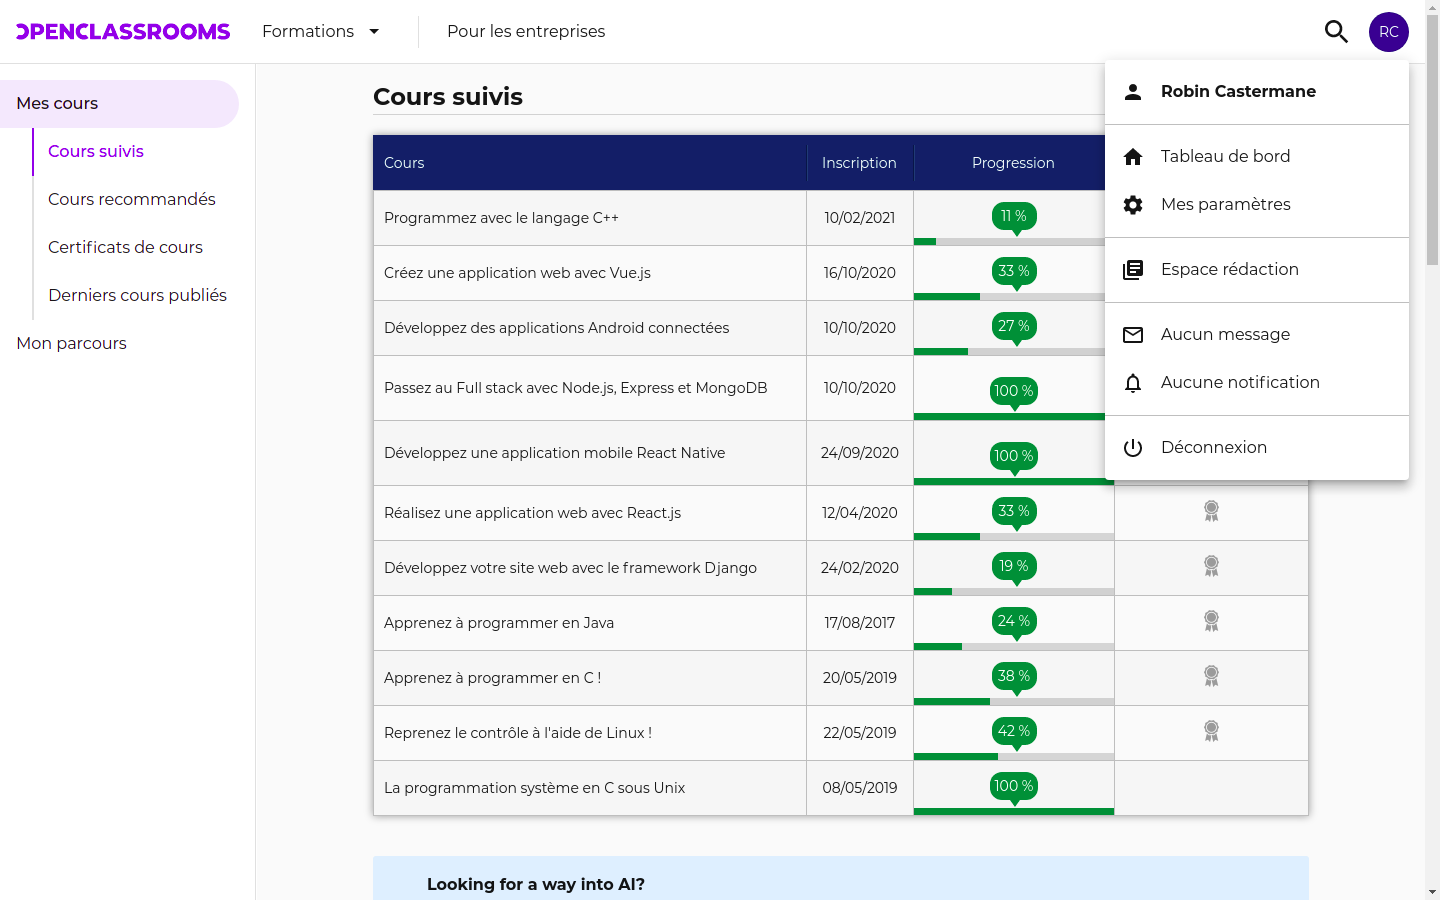 OPENCLASSROOMS
Formations
Pour les entreprises
RC
Mes cours
Cours suivis
Cours recommandés
Certificats de cours
Derniers cours publiés
Mon parcours
Cours suivis
Cours Inscription Progression
Programmez avec le langage C++ 10/02/2021 11 %
Créez une application web avec Vue.js 16/10/2020 33 %
Développez des applications Android connectées 10/10/2020 27 %
Passez au Full stack avec Node.js, Express et MongoDB 10/10/2020 100 %
Développez une application mobile React Native 24/09/2020 100 %
Réalisez une application web avec React.js 12/04/2020 33 %
Développez votre site web avec le framework Django 24/02/2020 19 %
Apprenez à programmer en Java 17/08/2017 24 %
Apprenez à programmer en C ! 20/05/2019 38 %
Reprenez le contrôle à l'aide de Linux ! 22/05/2019 42 %
La programmation système en C sous Unix 08/05/2019 100 %
Looking for a way into AI?
Robin Castermane
Tableau de bord
Mes paramètres
Espace rédaction
Aucun message
Aucune notification
Déconnexion